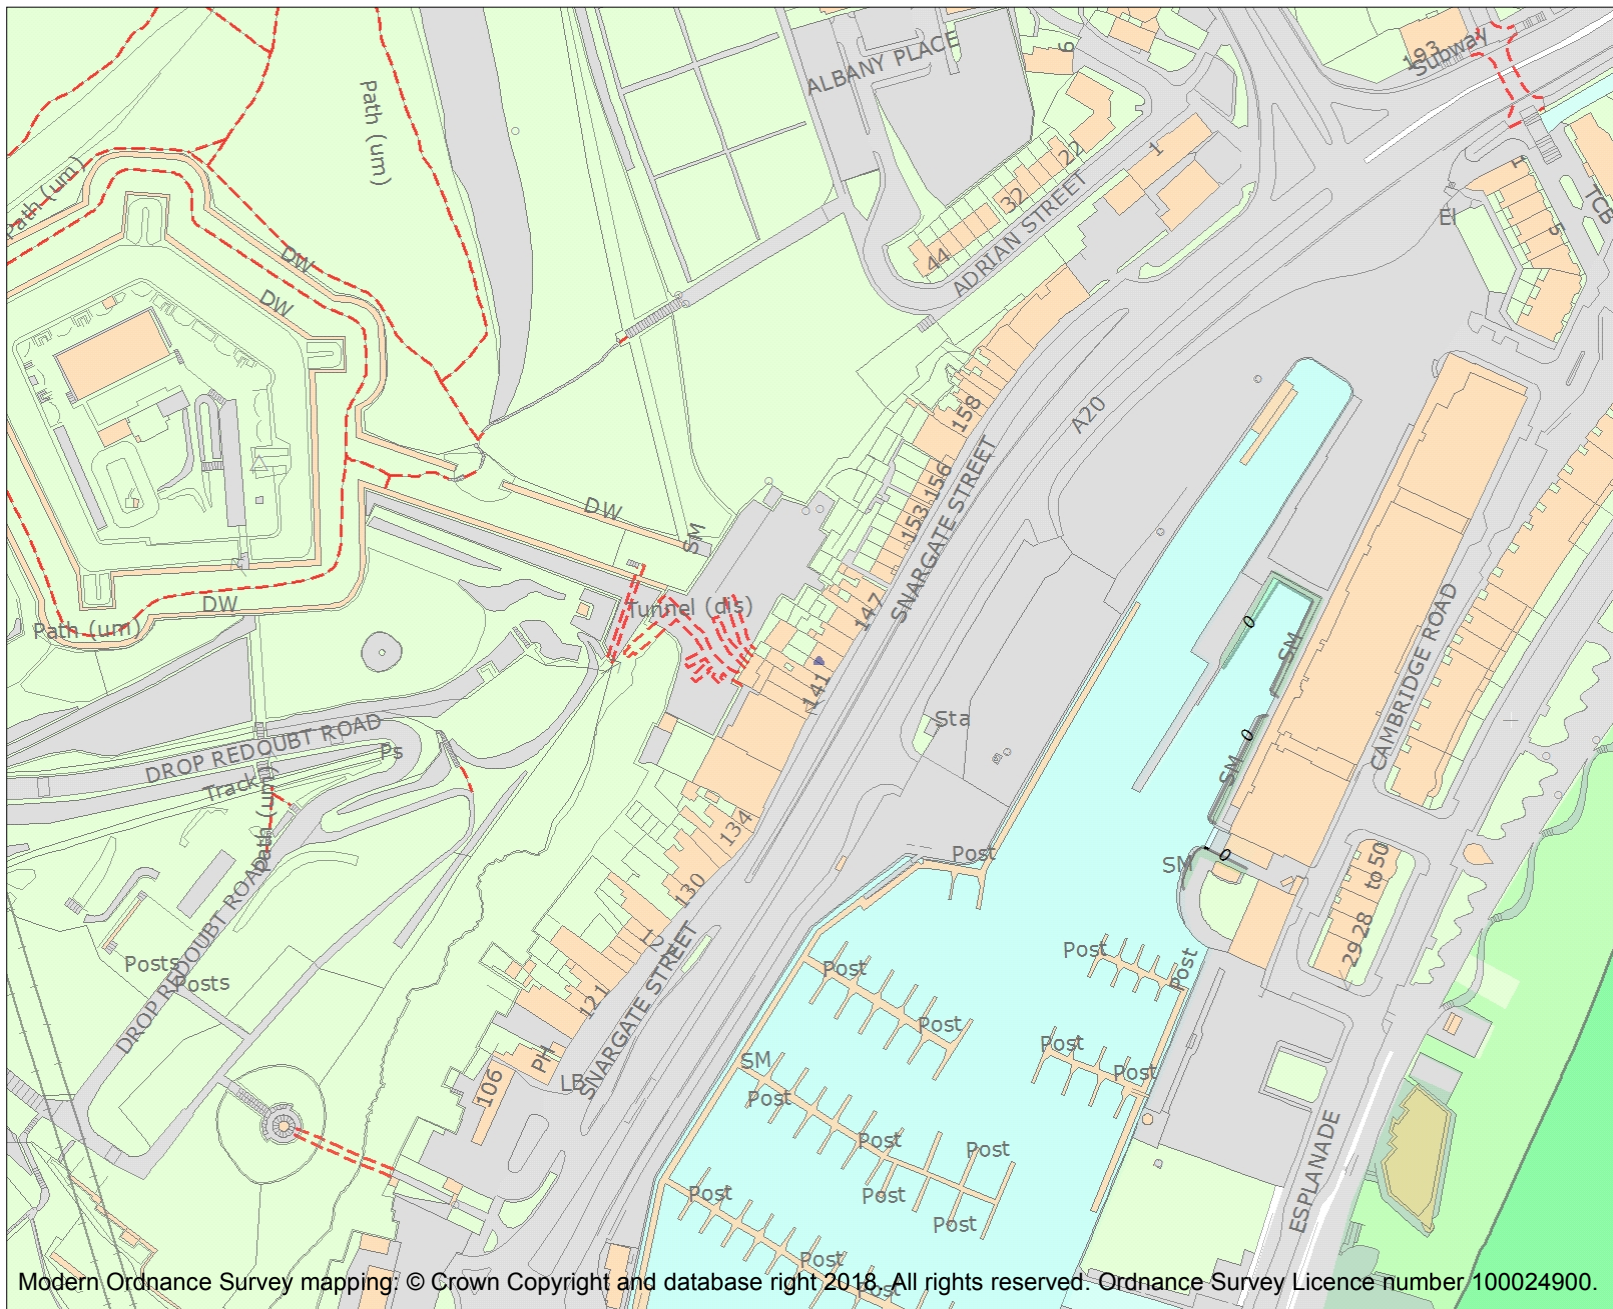 ALBANY PLACE
6
193
Subway
Path (um)
22
1
1
Path (um)
32
TCB
El
5
DW
44
ADRIAN STREET
DW
158
A20
156
DW
153
SM
SNARGATE STREET
Tunnel (dis)
147
0
DW
Path (um)
SM
CAMBRIDGE ROAD
141
Sta
0
DROP REDOUBT ROAD
Ps
SM
Track
Path (um)
134
Post
0
SM
to 50
130
28
29
DROP REDOUBT ROAD
Post
Post
Posts
Posts
Post
121
SNARGATE STREET
Post
Post
PH
LB
SM
Post
106
Post
Post
Post
ESPLANADE
Post
Post
Post
Post
Post
Modern Ordnance Survey mapping: © Crown Copyright and database right 2018. All rights reserved. Ordnance Survey Licence number 100024900.